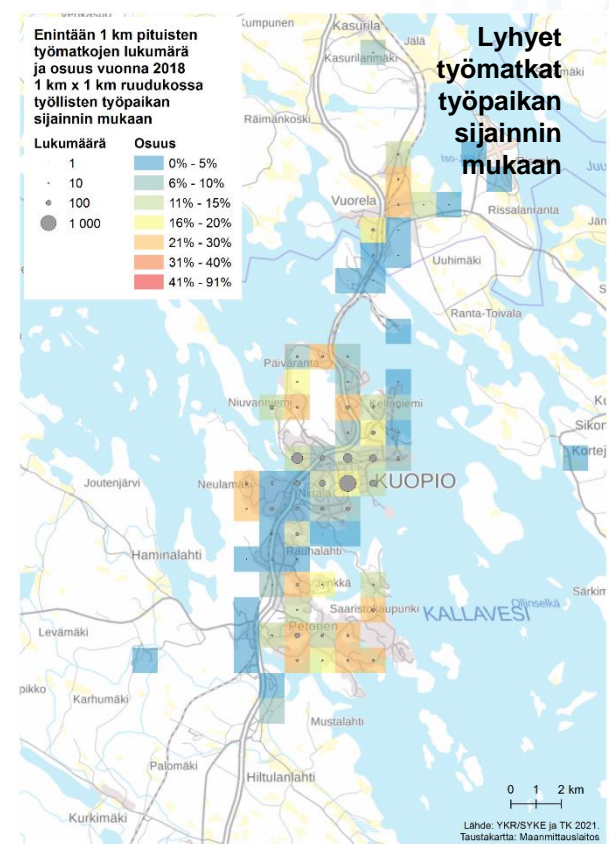 Lyhyet
työmatkat
työpaikan
sijainnin
mukaan
Enintään 1 km pituisten
työmatkojen lukumärä
ja osuus vuonna 2018
1 km x 1 km ruudukossa
työllisten työpaikan
sijainnin mukaan
Lukumäärä
Osuus
1
10
100
1 000
0% - 5%
6% - 10%
11% - 15%
16% - 20%
21% - 30%
31% - 40%
41% - 91%
Kumpunen
Kasurila
Jälä
Kasurilanmäki
Räimänkoski
Vuorela
Rissalanranta
Uuhimäki
Ranta-Toivala
Päiväranta
Niuvanniemi
Kelloniemi
Joutenjärvi
Neulamäki
KUOPIO
Haminalahti
Rauhalahti
Saaristokaupunki
KALLAVESI
Ollinselkä
Levämäki
Petonen
Karhumäki
Mustalahti
Palomäki
Hiltulanlahti
Kurkimäki
0 1 2 km
Lähde: YKR/SYKE ja TK 2021.
Taustakartta: Maanmittauslaitos